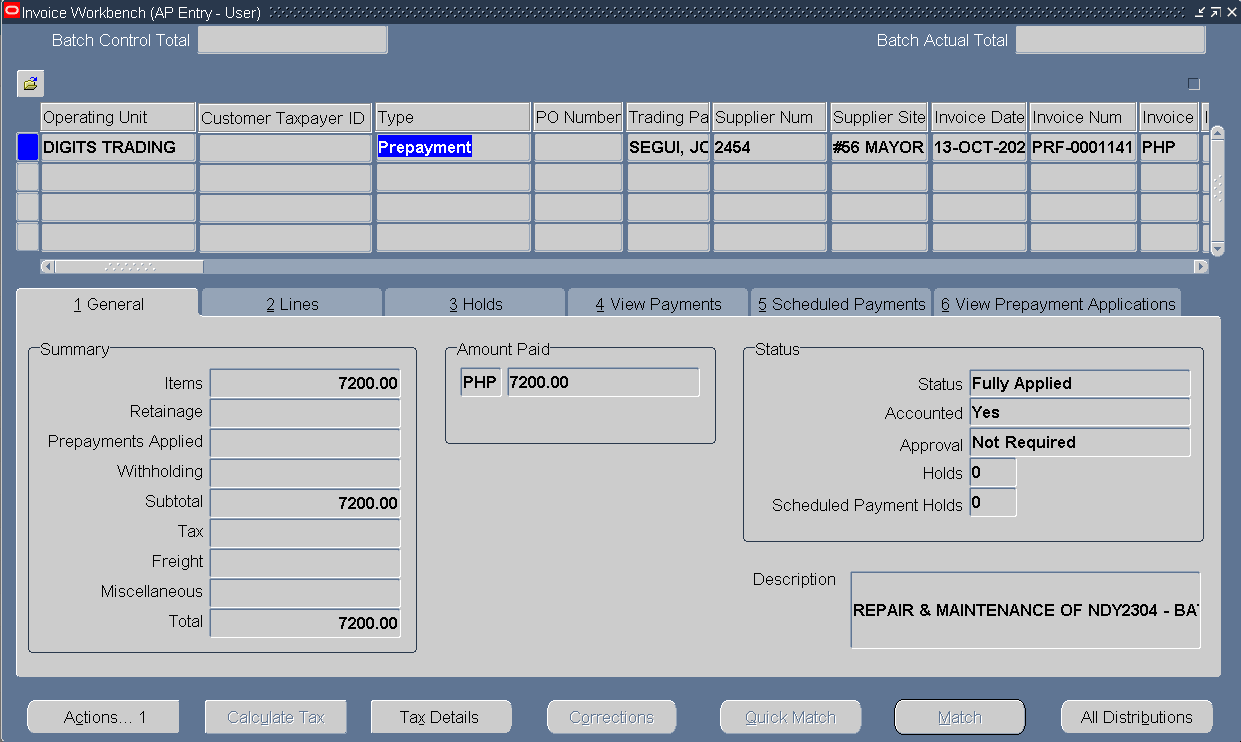 Invoice Workbench (AP Entry - User)
Batch Control Total
Batch Actual Total
Operating Unit Customer Taxpayer ID Type PO Number Trading Pa Supplier Num Supplier Site Invoice Date Invoice Num Invoice
DIGITS TRADING Prepayment SEGUI, JO 2454 #56 MAYOR 13-OCT-202 PRF-0001141 PHP
1 General 2 Lines 3 Holds 4 View Payments 5 Scheduled Payments 6 View Prepayment Applications
Summary
Items 7200.00
Retainage
Prepayments Applied
Withholding
Subtotal 7200.00
Tax
Freight
Miscellaneous
Total 7200.00
Amount Paid
PHP 7200.00
Status
Status Fully Applied
Accounted Yes
Approval Not Required
Holds 0
Scheduled Payment Holds 0
Description REPAIR & MAINTENANCE OF NDY2304 - BAT
Actions... 1 Calculate Tax Tax Details Corrections Quick Match Match All Distributions